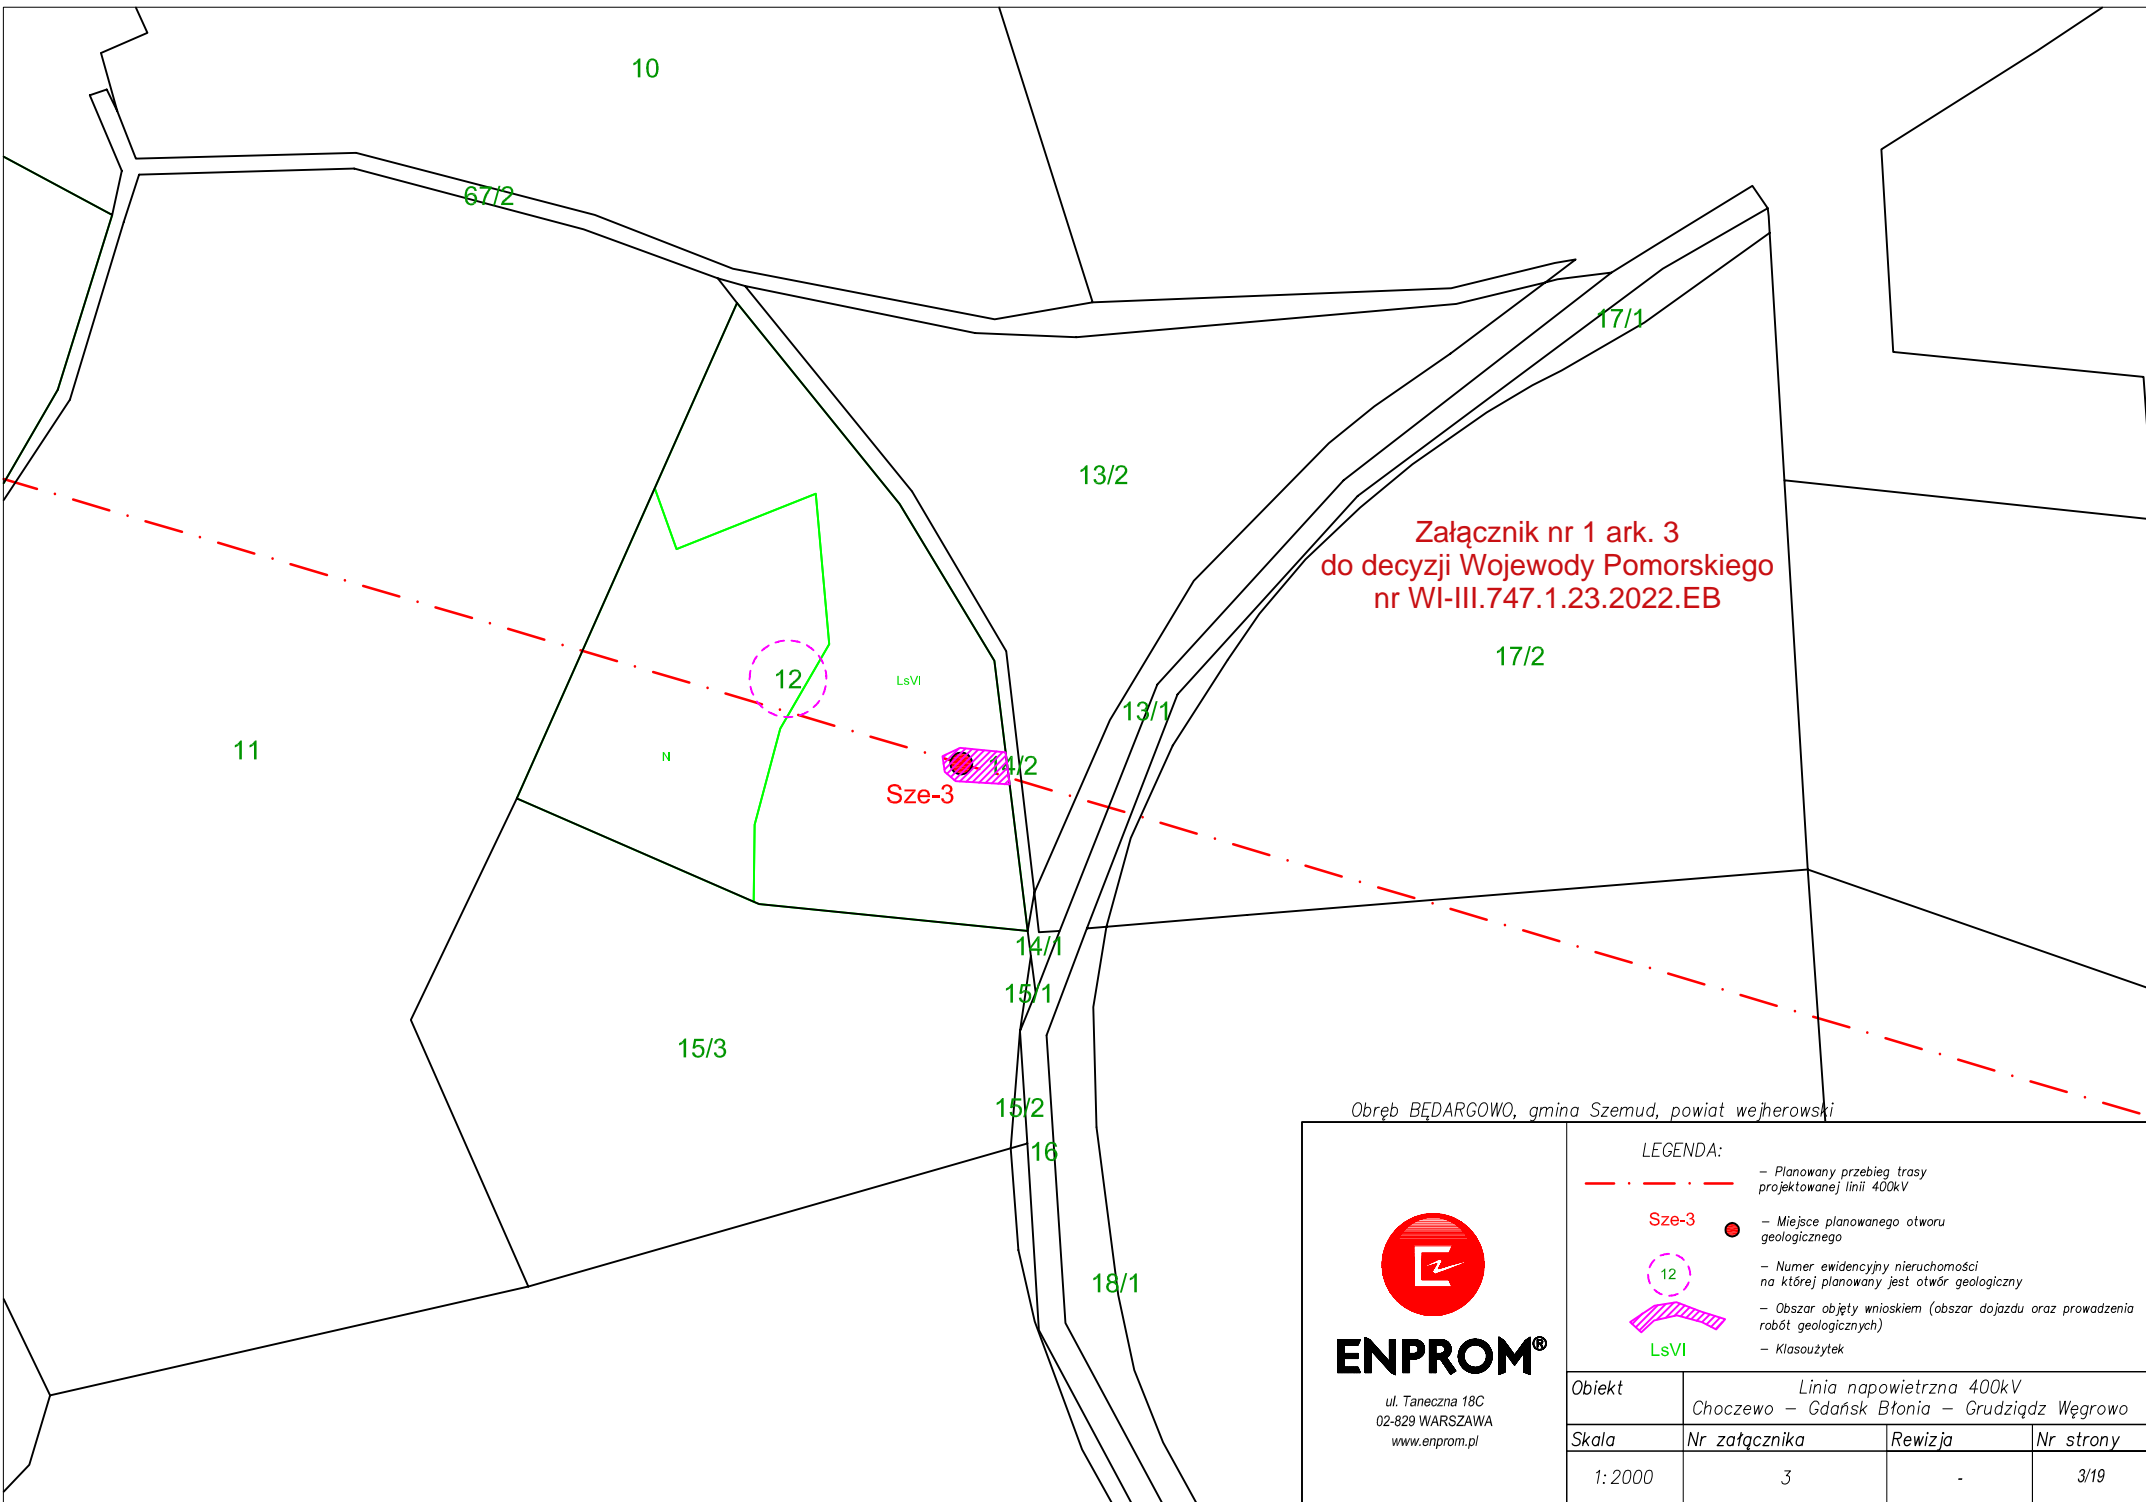 10
67/2
17/1
13/2
Załącznik nr 1 ark. 3
do decyzji Wojewody Pomorskiego
nr WI-III.747.1.23.2022.EB
17/2
12
LsVI
13/1
11
N
14/2
Sze-3
14/1
15/1
15/3
15/2
16
18/1
Obręb BĘDARGOWO, gmina Szemud, powiat wejherowski
LEGENDA:
– Planowany przebieg trasy
projektowanej linii 400kV
Sze-3
– Miejsce planowanego otworu
geologicznego
12
– Numer ewidencyjny nieruchomości
na której planowany jest otwór geologiczny
– Obszar objęty wnioskiem (obszar dojazdu oraz prowadzenia
robót geologicznych)
LsVI
– Klasoużytek
ENPROM®
ul. Taneczna 18C
02-829 WARSZAWA
www.enprom.pl
Obiekt
Linia napowietrzna 400kV
Choczewo – Gdańsk Błonia – Grudziądz Węgrowo
Skala
Nr załącznika
Rewizja
Nr strony
1:2000
3
-
3/19